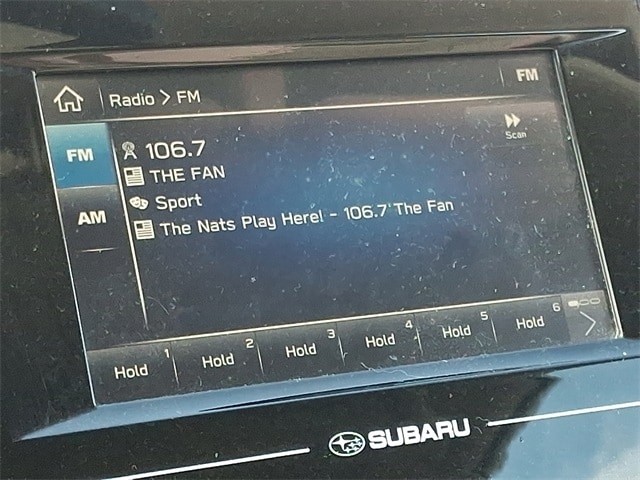 Radio > FM
FM
FM
106.7
Scan
THE FAN
AM
Sport
The Nats Play Here! - 106.7 The Fan
Hold 1 Hold 2 Hold 3 Hold 4 Hold 5 Hold 6
SUBARU